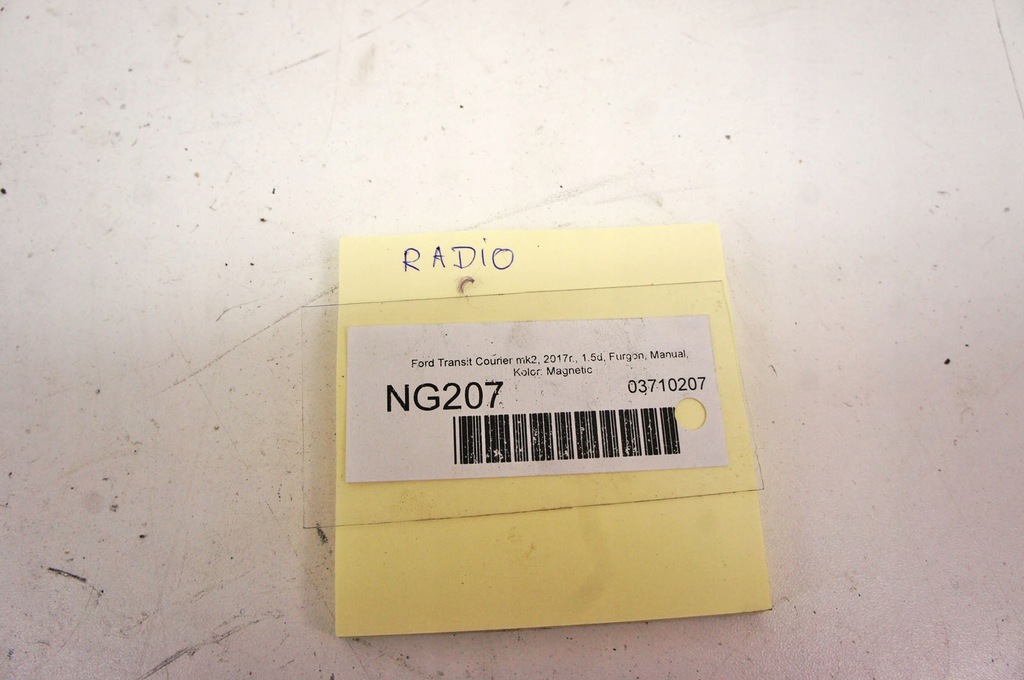 RADiO
Ford Transit Courier mk2, 2017r., 1.5d, Furgon, Manual,
Kolor: Magnetic
NG207
03710207